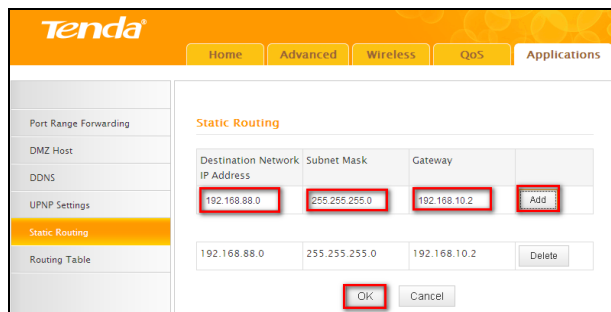 Tenda
Home Advanced Wireless QoS Applications
Port Range Forwarding
DMZ Host
DDNS
UPNP Settings
Static Routing
Routing Table
Static Routing
Destination Network IP Address Subnet Mask Gateway
192.168.88.0 255.255.255.0 192.168.10.2 Add
192.168.88.0 255.255.255.0 192.168.10.2 Delete
OK Cancel